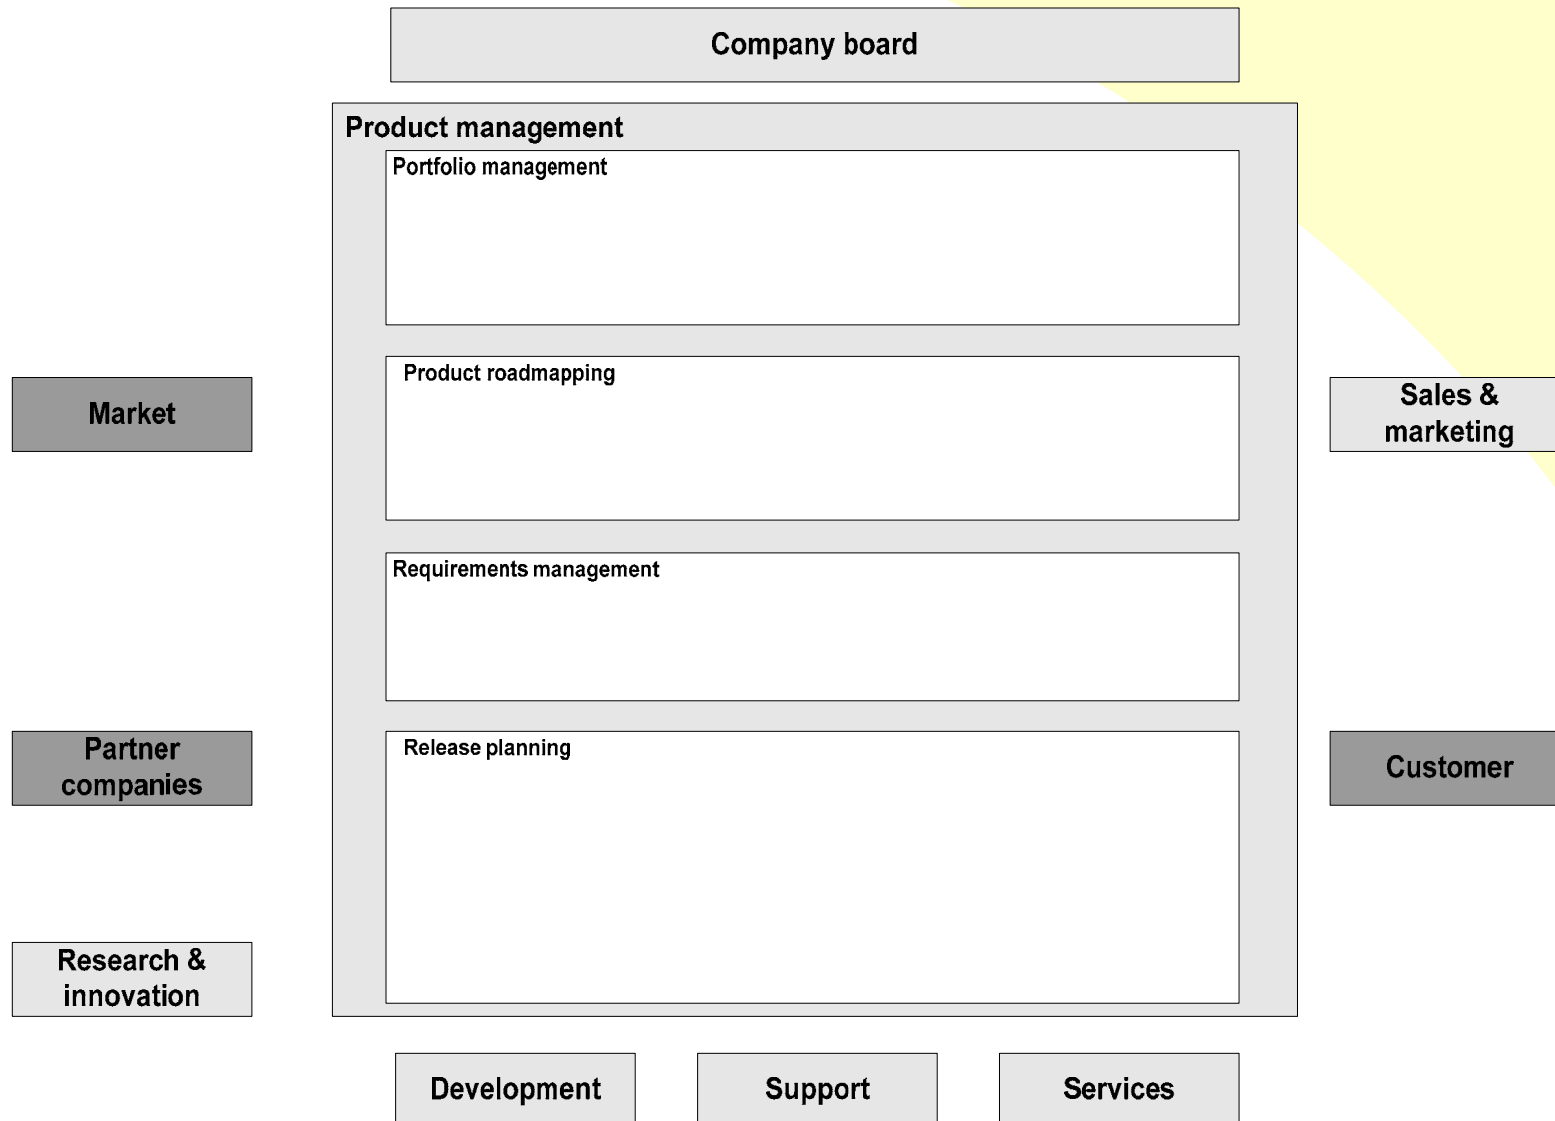 Company board
Product management
Portfolio management
Product roadmapping
Market
Sales &
marketing
Requirements management
Partner
companies
Release planning
Customer
Research &
innovation
Development
Support
Services